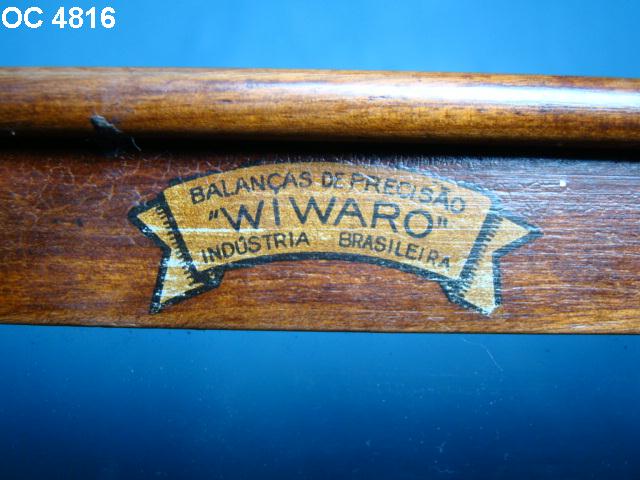 OC 4816
BALANÇAS DE PRECISÃO
"WIWARO"
INDÚSTRIA BRASILEIRA